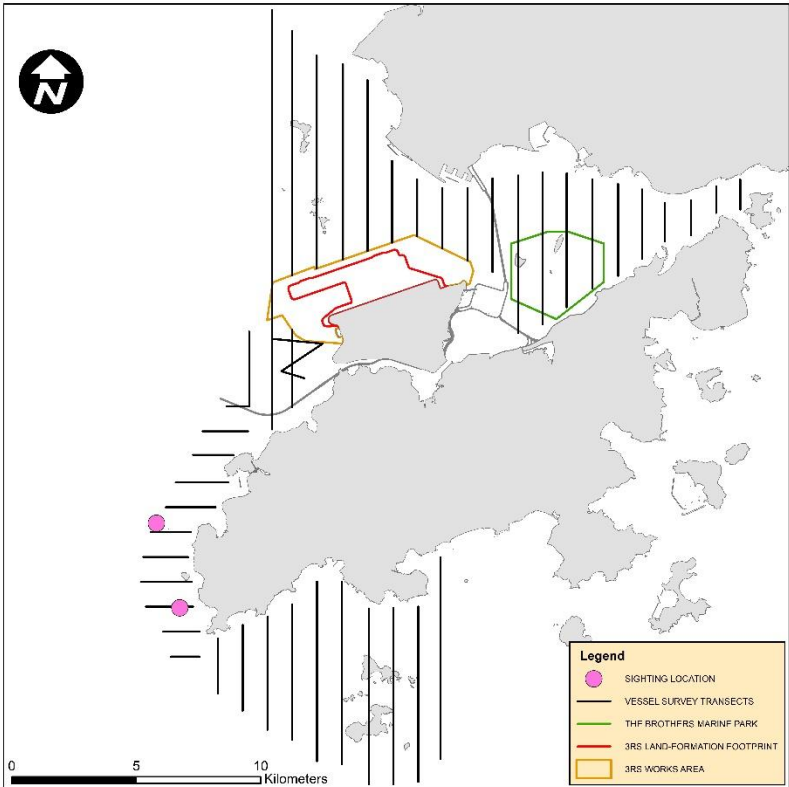 N
0 5 10
Kilometers
Legend
SIGHTING LOCATION
VESSEL SURVEY TRANSECTS
THE BROTHERS MARINE PARK
3RS LAND-FORMATION FOOTPRINT
3RS WORKS AREA